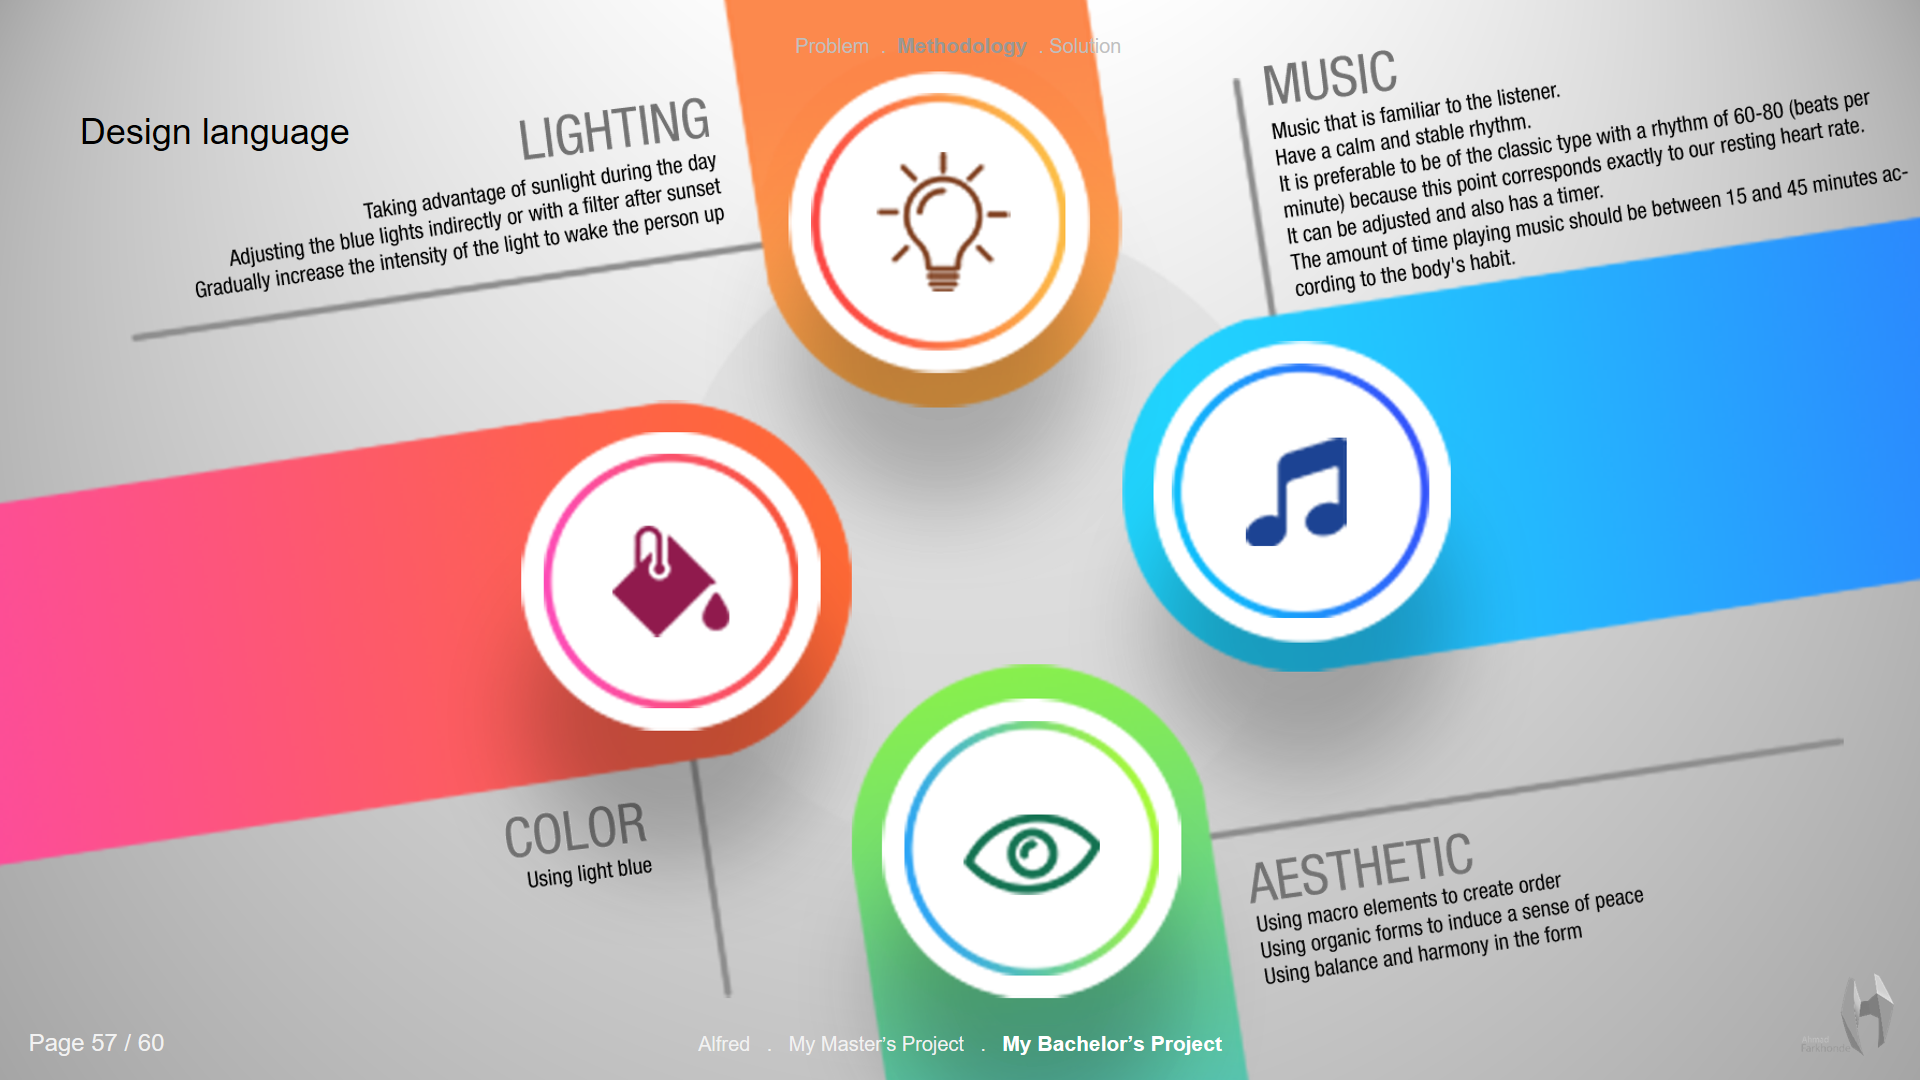 Problem . Methodology . Solution
Design language
LIGHTING
Taking advantage of sunlight during the day
Adjusting the blue lights indirectly or with a filter after sunset
Gradually increase the intensity of the light to wake the person up
MUSIC
Music that is familiar to the listener.
Have a calm and stable rhythm.
It is preferable to be of the classic type with a rhythm of 60-80 (beats per
minute) because this point corresponds exactly to our resting heart rate.
It can be adjusted and also has a timer.
The amount of time playing music should be between 15 and 45 minutes ac-
cording to the body's habit.
COLOR
Using light blue
AESTHETIC
Using macro elements to create order
Using organic forms to induce a sense of peace
Using balance and harmony in the form
Page 57 / 60
Alfred . My Master's Project . My Bachelor’s Project